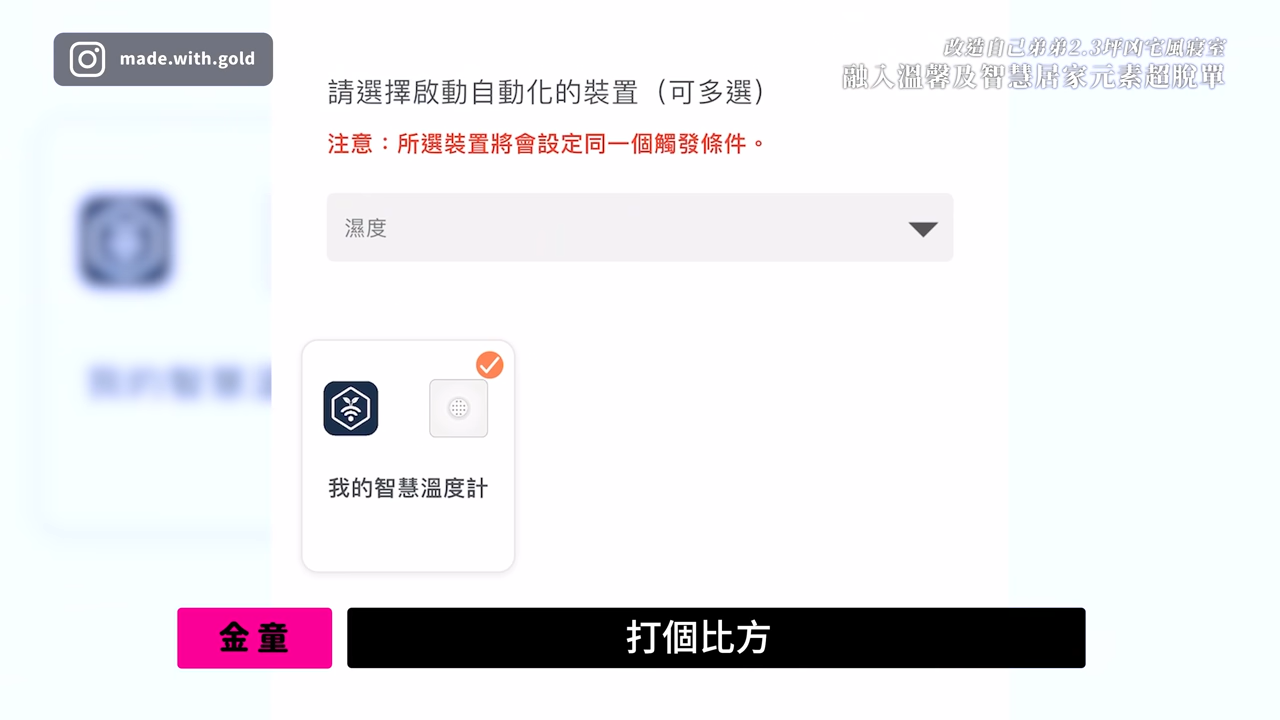 made.with.gold
改造自己弟弟2.3坪凶宅風寢室
融入溫馨及智慧居家元素超脫單
請選擇啟動自動化的裝置（可多選）
注意：所選裝置將會設定同一個觸發條件。
濕度
我的智慧溫度計
金童
打個比方